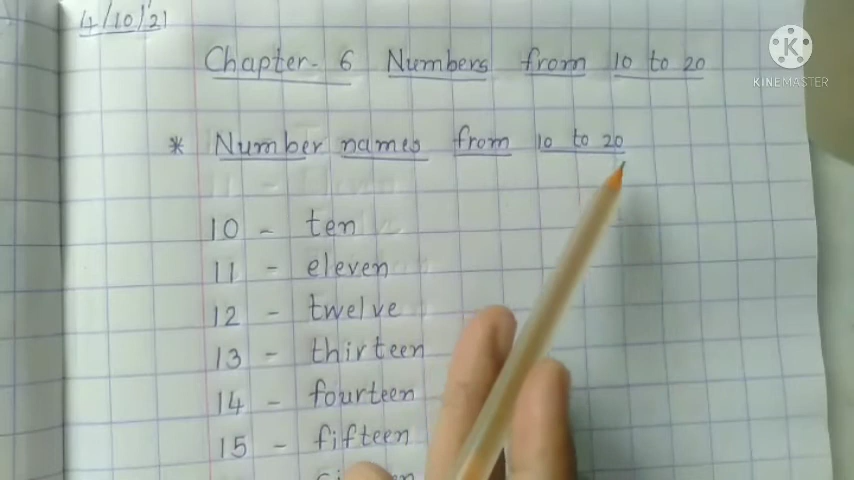 4/10/21
Chapter - 6 Numbers from 10 to 20
KINEMASTER
* Number names from 10 to 20
10 - ten
11 - eleven
12 - twelve
13 - thirteen
14 - fourteen
15 - fifteen